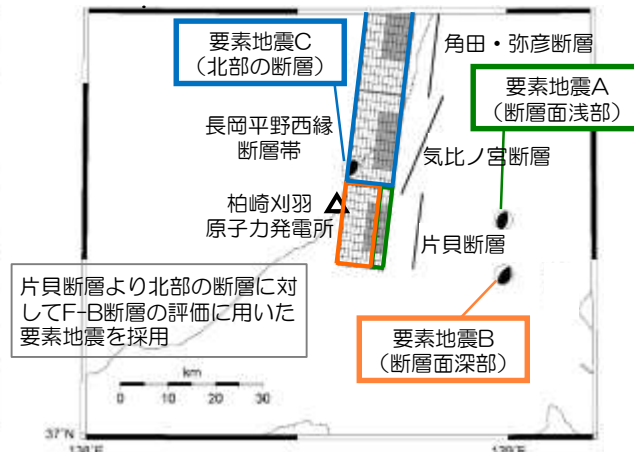 要素地震C
（北部の断層）
角田・弥彦断層
要素地震A
（断層面浅部）
長岡平野西縁
断層帯
気比ノ宮断層
柏崎刈羽
原子力発電所
片貝断層
片貝断層より北部の断層に対
してF-B断層の評価に用いた
要素地震を採用
要素地震B
（断層面深部）
km
0 10 20 30
37°N
138°E
139°E